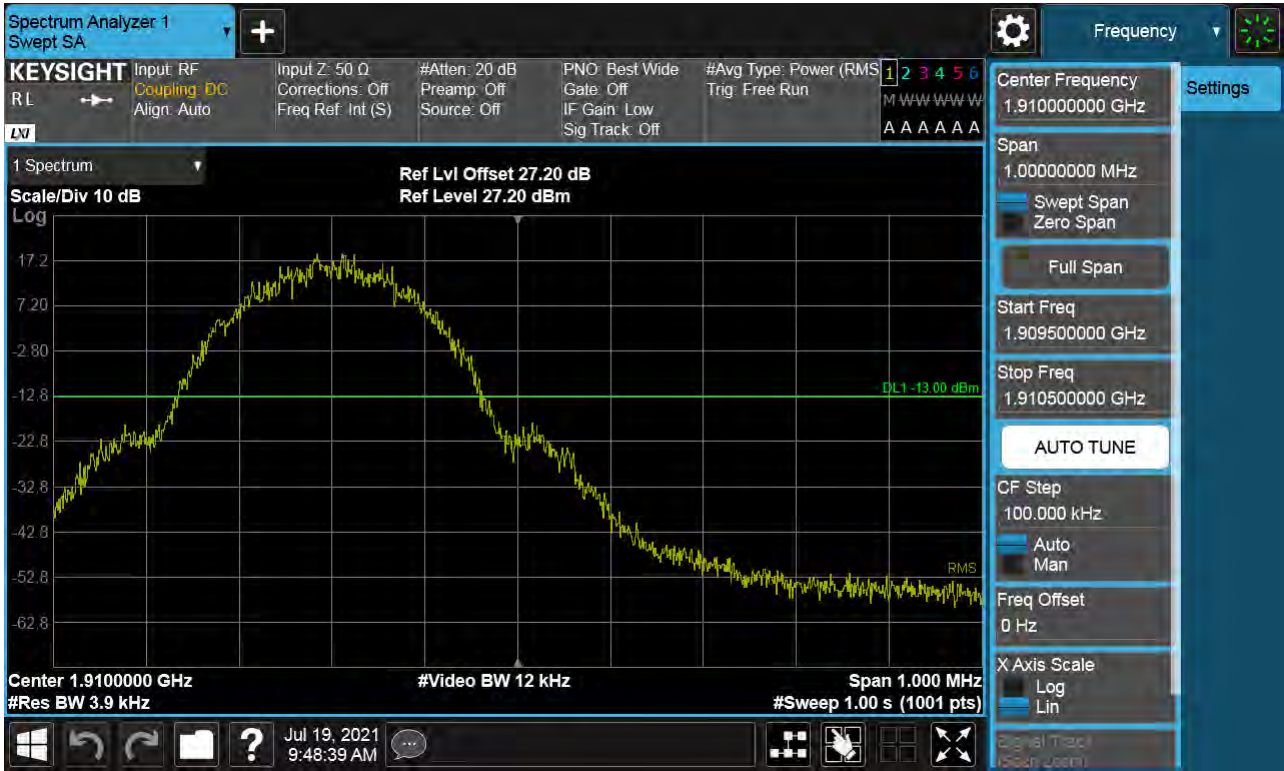 Spectrum Analyzer 1
Swept SA
+
Frequency
KEYSIGHT
RL
LXI
Input: RF
Coupling: DC
Align: Auto
Input Z: 50 Ω
Corrections: Off
Freq Ref: Int (S)
#Atten: 20 dB
Preamp: Off
Source: Off
PNO: Best Wide
Gate: Off
IF Gain: Low
Sig Track: Off
#Avg Type: Power (RMS
Trig: Free Run
1 2 3 4 5 6
M W W W W W
A A A A A A
1 Spectrum
Scale/Div 10 dB
Log
Ref Lvl Offset 27.20 dB
Ref Level 27.20 dBm
17.2
7.20
-2.80
-12.8
-22.8
-32.8
-42.8
-52.8
-62.8
DL1 -13.00 dBm
RMS
Center 1.9100000 GHz
#Res BW 3.9 kHz
#Video BW 12 kHz
Span 1.000 MHz
#Sweep 1.00 s (1001 pts)
Center Frequency
1.910000000 GHz
Settings
Span
1.00000000 MHz
Swept Span
Zero Span
Full Span
Start Freq
1.909500000 GHz
Stop Freq
1.910500000 GHz
AUTO TUNE
CF Step
100.000 kHz
Auto
Man
Freq Offset
0 Hz
X Axis Scale
Log
Lin
Signal Track
(Span Zoom)
?
Jul 19, 2021
9:48:39 AM